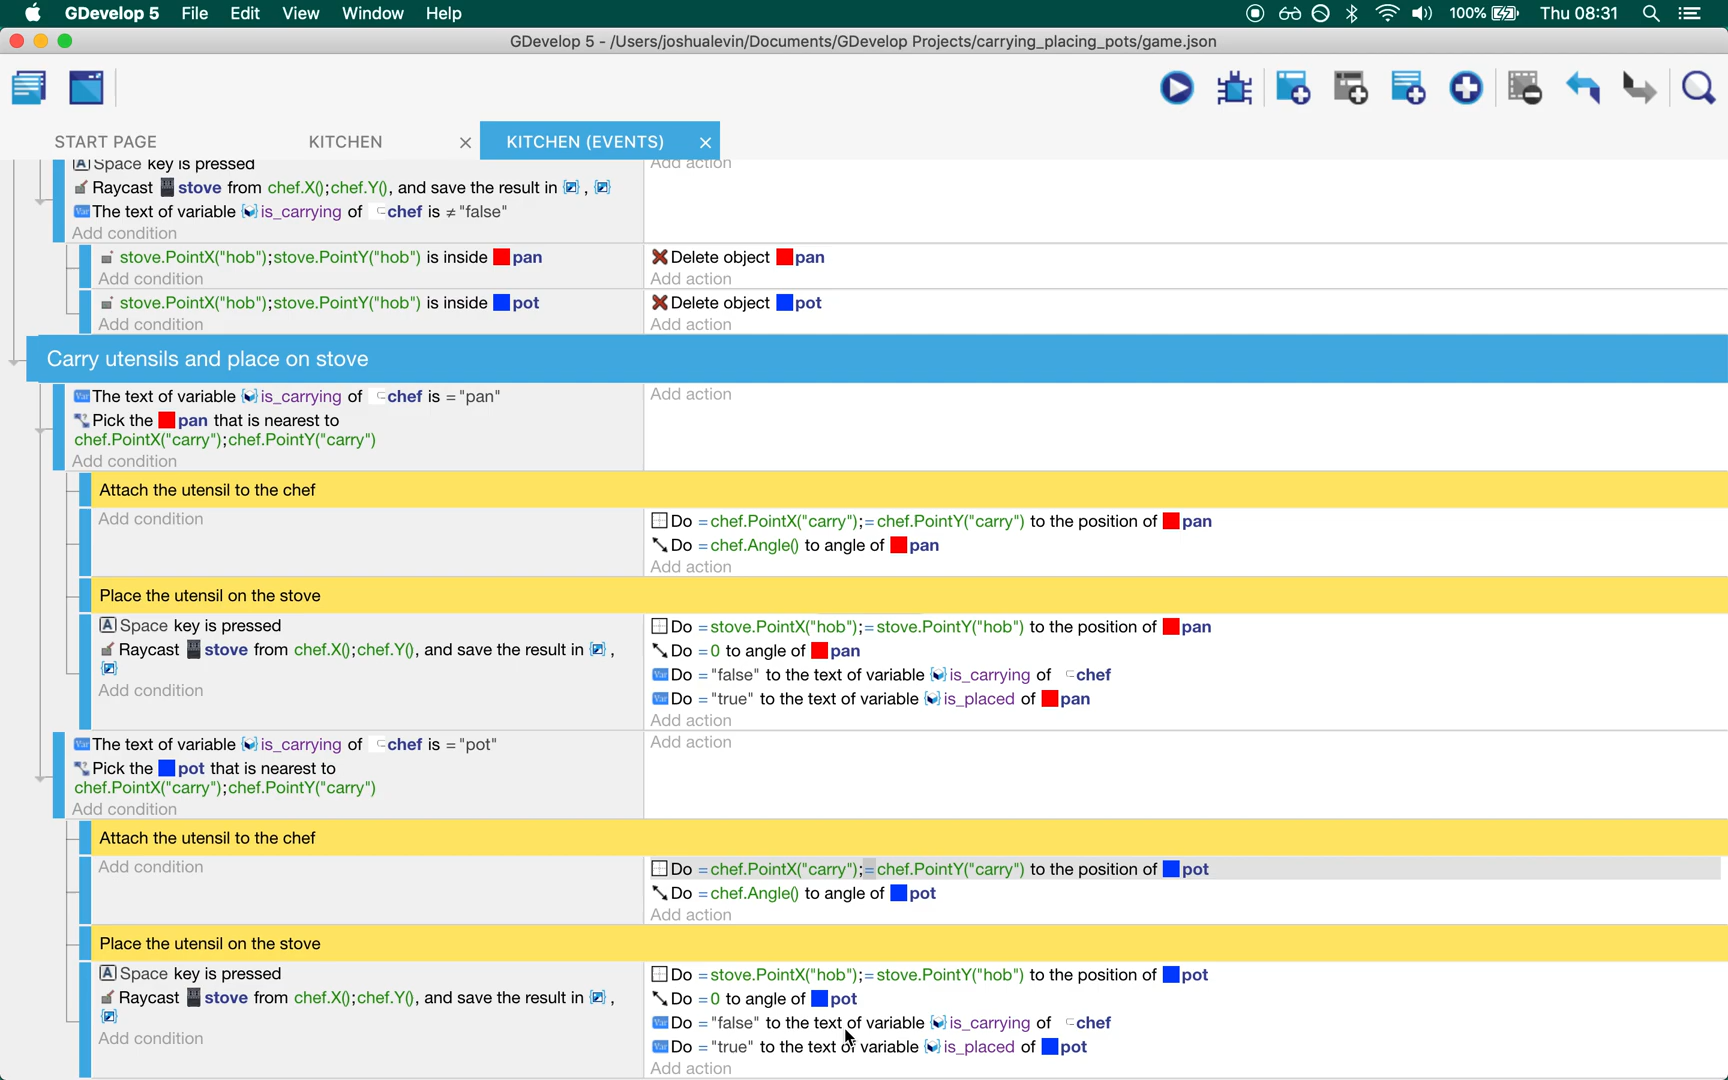 GDevelop 5 File Edit View Window Help 100% Thu 08:31
GDevelop 5 - /Users/joshualevin/Documents/GDevelop Projects/carrying_placing_pots/game.json
START PAGE KITCHEN KITCHEN (EVENTS)
Space key is pressed Add action
Raycast stove from chef.X();chef.Y(), and save the result in ,
The text of variable is_carrying of chef is ≠ "false"
Add condition
stove.PointX("hob");stove.PointY("hob") is inside pan Delete object pan
Add condition Add action
stove.PointX("hob");stove.PointY("hob") is inside pot Delete object pot
Add condition Add action
Carry utensils and place on stove
The text of variable is_carrying of chef is = "pan" Add action
Pick the pan that is nearest to
chef.PointX("carry");chef.PointY("carry")
Add condition
Attach the utensil to the chef
Add condition Do =chef.PointX("carry");=chef.PointY("carry") to the position of pan
Do =chef.Angle() to angle of pan
Add action
Place the utensil on the stove
Space key is pressed Do =stove.PointX("hob");=stove.PointY("hob") to the position of pan
Raycast stove from chef.X();chef.Y(), and save the result in , Do =0 to angle of pan
Do ="false" to the text of variable is_carrying of chef
Add condition Do ="true" to the text of variable is_placed of pan
Add action
The text of variable is_carrying of chef is = "pot" Add action
Pick the pot that is nearest to
chef.PointX("carry");chef.PointY("carry")
Add condition
Attach the utensil to the chef
Add condition Do =chef.PointX("carry");=chef.PointY("carry") to the position of pot
Do =chef.Angle() to angle of pot
Add action
Place the utensil on the stove
Space key is pressed Do =stove.PointX("hob");=stove.PointY("hob") to the position of pot
Raycast stove from chef.X();chef.Y(), and save the result in , Do =0 to angle of pot
Do ="false" to the text of variable is_carrying of chef
Add condition Do ="true" to the text of variable is_placed of pot
Add action